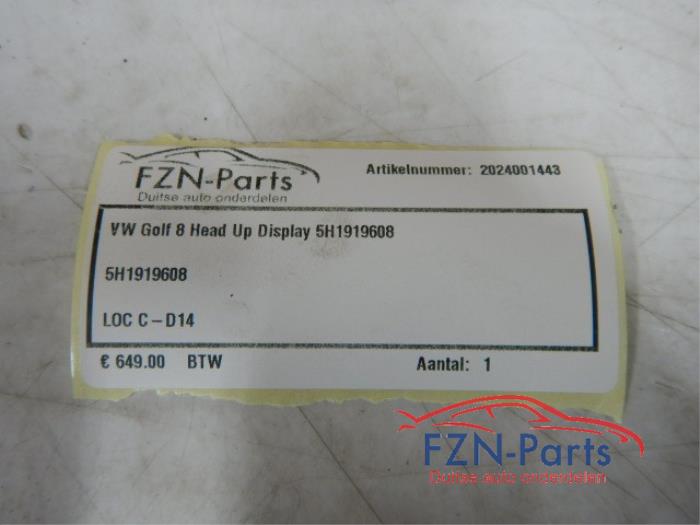 FZN-Parts
Duitse auto onderdelen
Artikelnummer: 2024001443
VW Golf 8 Head Up Display 5H1919608
5H1919608
LOC C - D14
€ 649.00 BTW
Aantal: 1
FZN-Parts
Duitse auto onderdelen